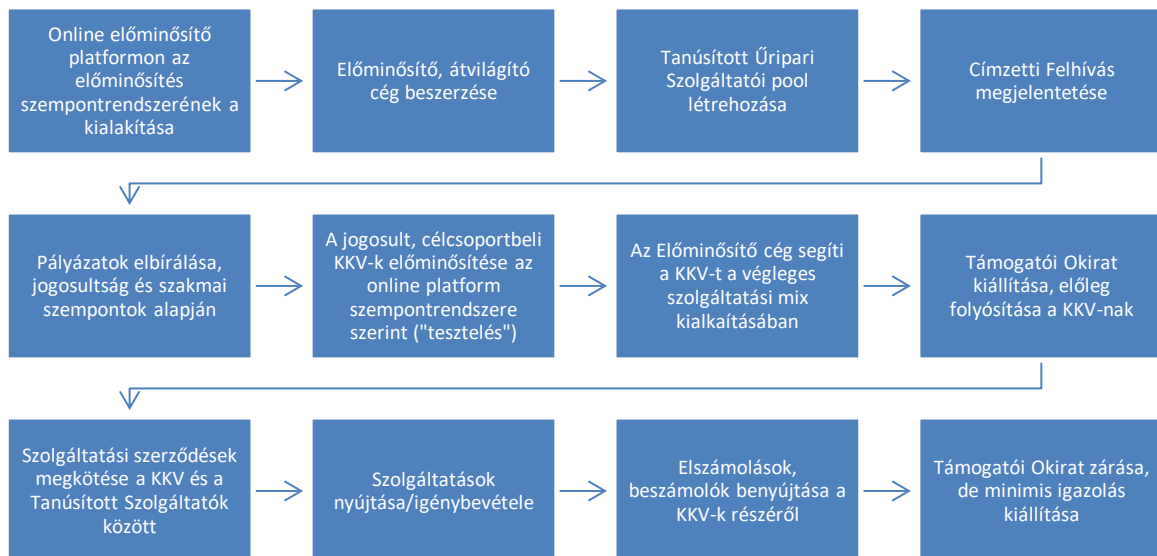 Online előminősítő
platformon az
előminősítés
szempontrendszerének a
kialakítása
Előminősítő, átvilágító
cég beszerzése
Tanúsított Űripari
Szolgáltatói pool
létrehozása
Címzetti Felhívás
megjelentetése
Pályázatok elbírálása,
jogosultság és szakmai
szempontok alapján
A jogosult, célcsoportbeli
KKV-k előminősítése az
online platform
szempontrendszere
szerint ("tesztelés")
Az Előminősítő cég segíti
a KKV-t a végleges
szolgáltatási mix
kialkaításában
Támogatói Okirat
kiállítása, előleg
folyósítása a KKV-nak
Szolgáltatási szerződések
megkötése a KKV és a
Tanúsított Szolgáltatók
között
Szolgáltatások
nyújtása/igénybevétele
Elszámolások,
beszámolók benyújtása a
KKV-k részéről
Támogatói Okirat zárása,
de minimis igazolás
kiállítása